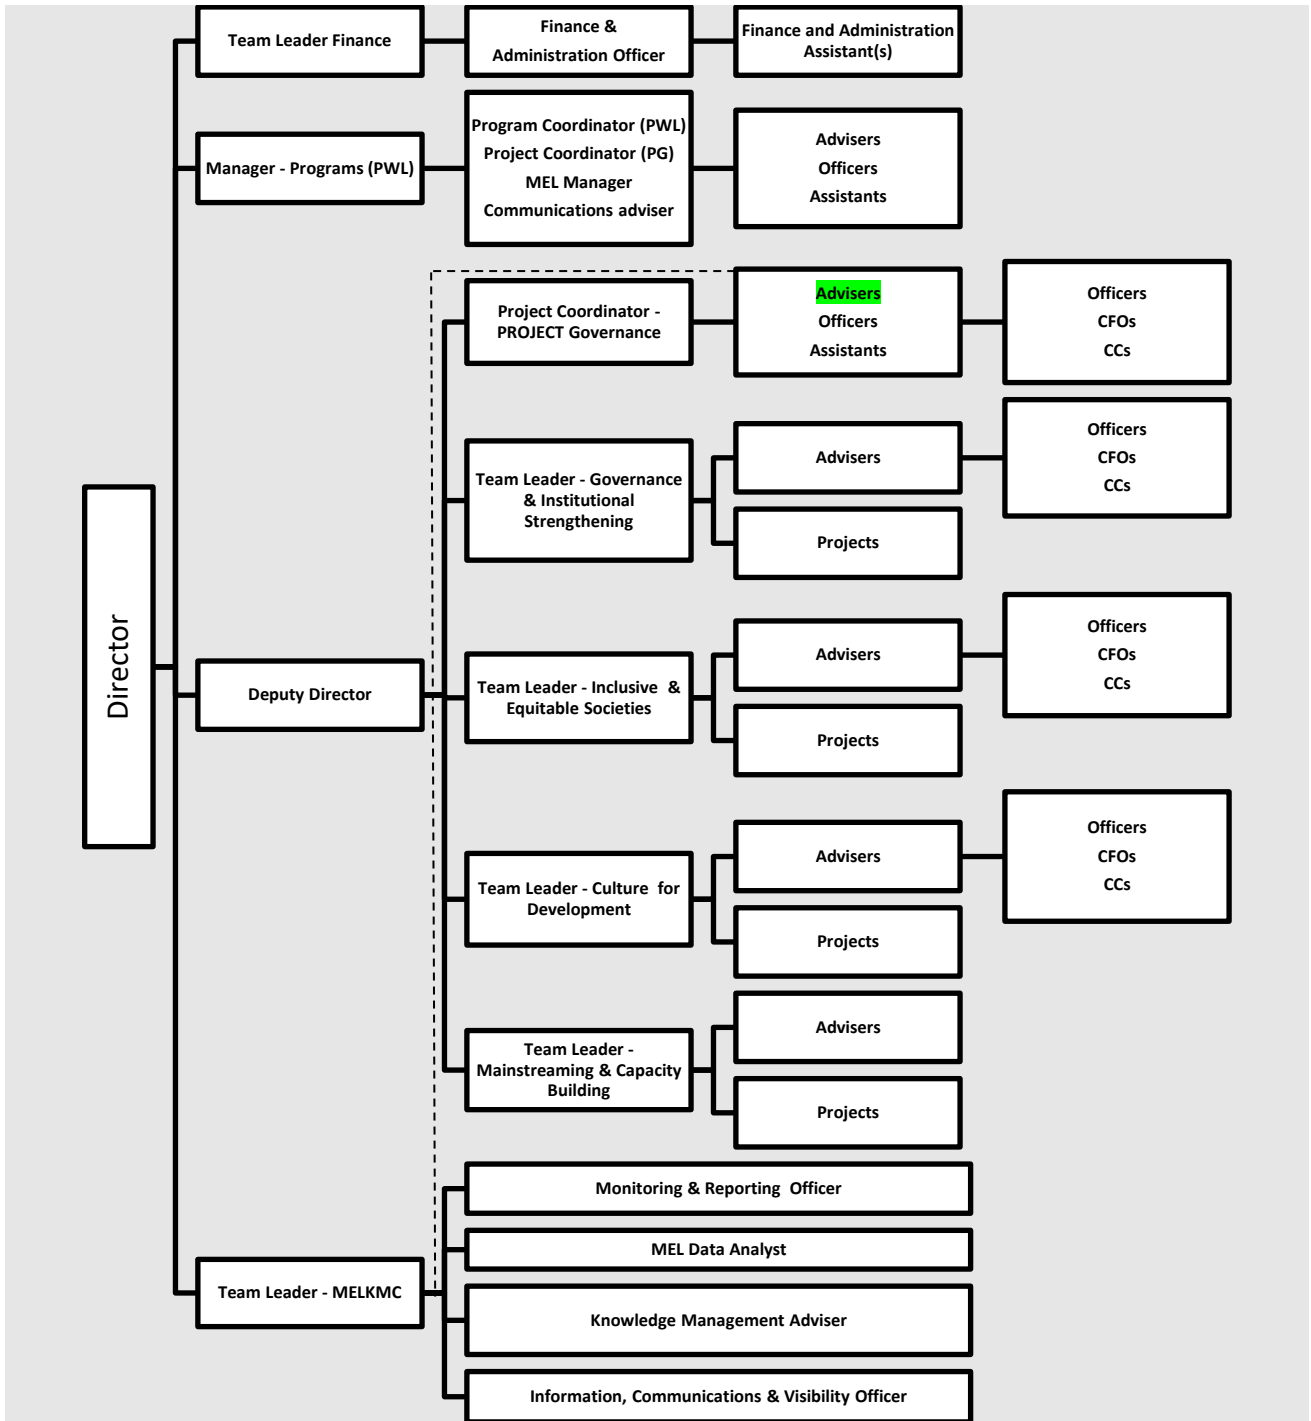 Team Leader Finance
Finance &
Administration Officer
Finance and Administration
Assistant(s)
Manager - Programs (PWL)
Program Coordinator (PWL)
Project Coordinator (PG)
MEL Manager
Communications adviser
Advisers
Officers
Assistants
Director
Deputy Director
Project Coordinator -
PROJECT Governance
Advisers
Officers
Assistants
Officers
CFOs
CCs
Team Leader - Governance
& Institutional
Strengthening
Advisers
Officers
CFOs
CCs
Projects
Team Leader - Inclusive &
Equitable Societies
Advisers
Officers
CFOs
CCs
Projects
Team Leader - Culture for
Development
Advisers
Officers
CFOs
CCs
Projects
Team Leader -
Mainstreaming & Capacity
Building
Advisers
Projects
Team Leader - MELKMC
Monitoring & Reporting Officer
MEL Data Analyst
Knowledge Management Adviser
Information, Communications & Visibility Officer